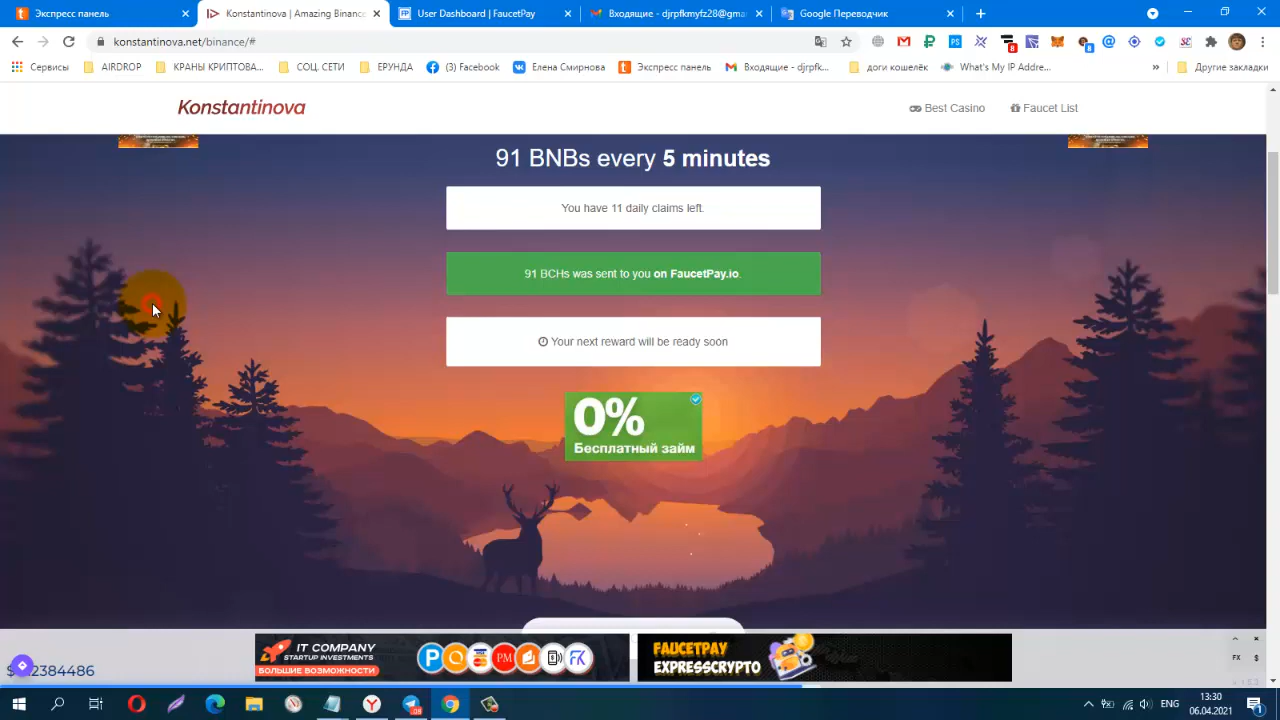 Экспресс панель
Konstantinova | Amazing Binance
User Dashboard | FaucetPay
Входящие - djrpfkmyfz28@gma
Google Переводчик
konstantinova.net/binance/#
Сервисы
AIRDROP
КРАНЫ КРИПТОВА...
СОЦ. СЕТИ
ЕРУНДА
(3) Facebook
Елена Смирнова
Экспресс панель
Входящие - djrpfk...
доги кошелёк
What's My IP Addre...
»
Другие закладки
Konstantinova
Best Casino
Faucet List
91 BNBs every 5 minutes
You have 11 daily claims left.
91 BCHs was sent to you on FaucetPay.io.
Your next reward will be ready soon
0%
Бесплатный займ
IT COMPANY
STARTUP INVESTMENTS
БОЛЬШИЕ ВОЗМОЖНОСТИ
FAUCETPAY
EXPRESSCRYPTO
FX $
2384486
13:30
ENG
06.04.2021